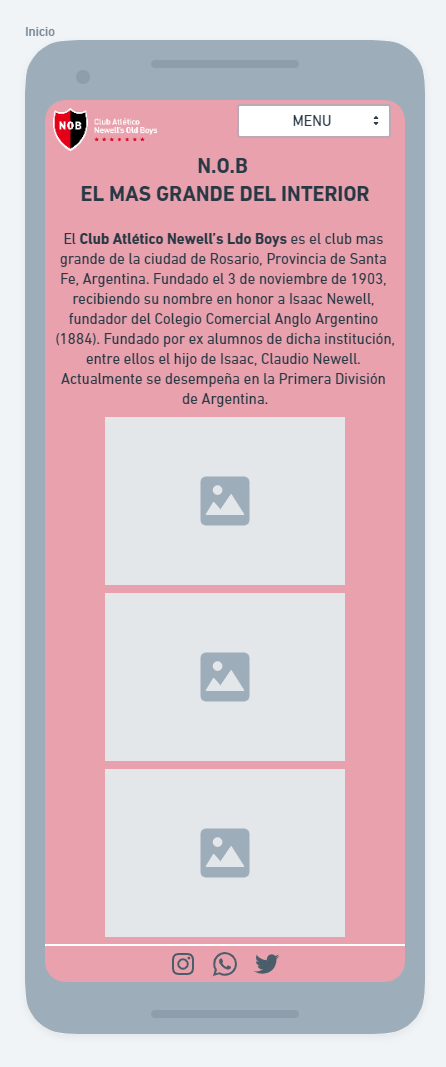 Inicio
NOB
Club Atlético
Newell's Old Boys
MENU
N.O.B
EL MAS GRANDE DEL INTERIOR
El Club Atlético Newell's Ldo Boys es el club mas
grande de la ciudad de Rosario, Provincia de Santa
Fe, Argentina. Fundado el 3 de noviembre de 1903,
recibiendo su nombre en honor a Isaac Newell,
fundador del Colegio Comercial Anglo Argentino
(1884). Fundado por ex alumnos de dicha institución,
entre ellos el hijo de Isaac, Claudio Newell.
Actualmente se desempeña en la Primera División
de Argentina.